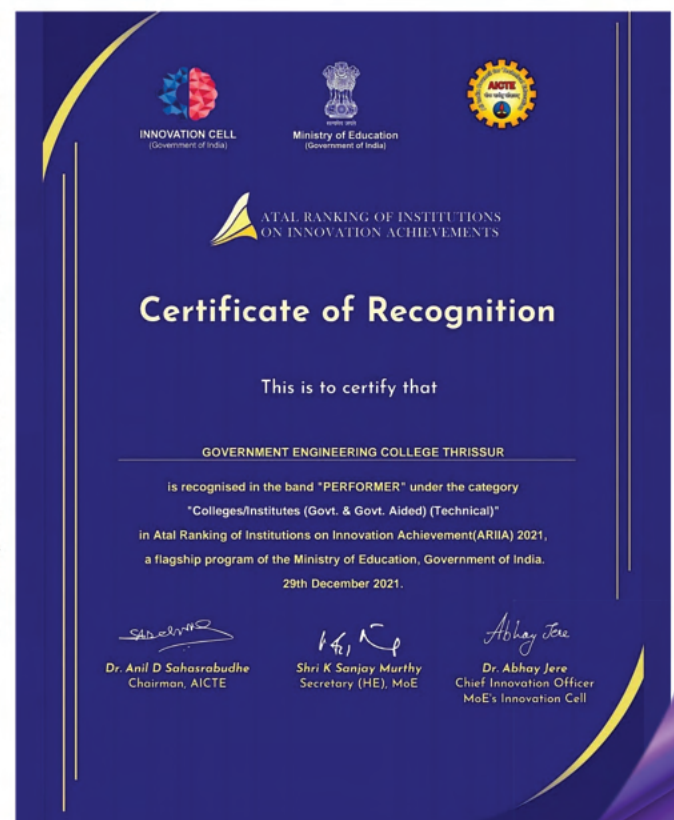 INNOVATION CELL
(Government of India)
Ministry of Education
(Government of India)
AICTE
ATAL RANKING OF INSTITUTIONS
ON INNOVATION ACHIEVEMENTS
Certificate of Recognition
This is to certify that
GOVERNMENT ENGINEERING COLLEGE THRISSUR
is recognised in the band "PERFORMER" under the category
"Colleges/Institutes (Govt. & Govt. Aided) (Technical)"
in Atal Ranking of Institutions on Innovation Achievement(ARIIA) 2021,
a flagship program of the Ministry of Education, Government of India.
29th December 2021.
Abhay Jere
Dr. Anil D Sahasrabudhe
Chairman, AICTE
Shri K Sanjay Murthy
Secretary (HE), MoE
Dr. Abhay Jere
Chief Innovation Officer
MoE's Innovation Cell